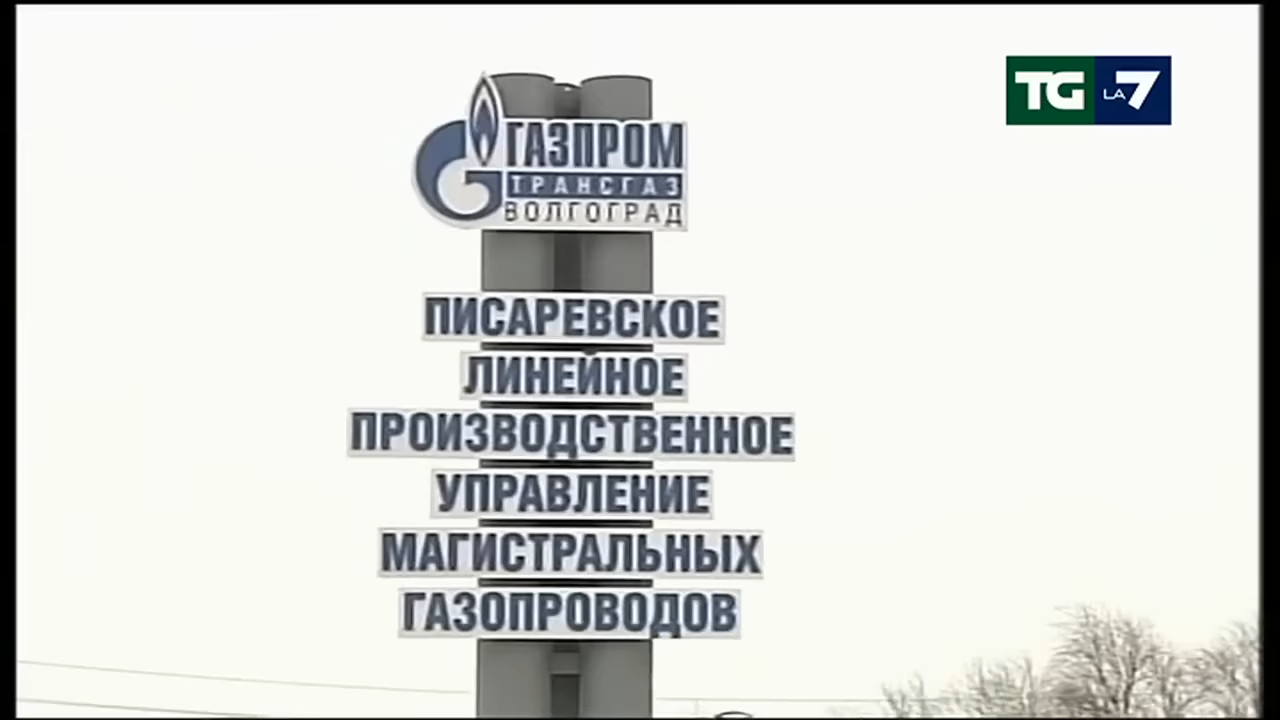 TG LA7
ГАЗПРОМ
ТРАНСГАЗ
ВОЛГОГРАД
ПИСАРЕВСКОЕ
ЛИНЕЙНОЕ
ПРОИЗВОДСТВЕННОЕ
УПРАВЛЕНИЕ
МАГИСТРАЛЬНЫХ
ГАЗОПРОВОДОВ